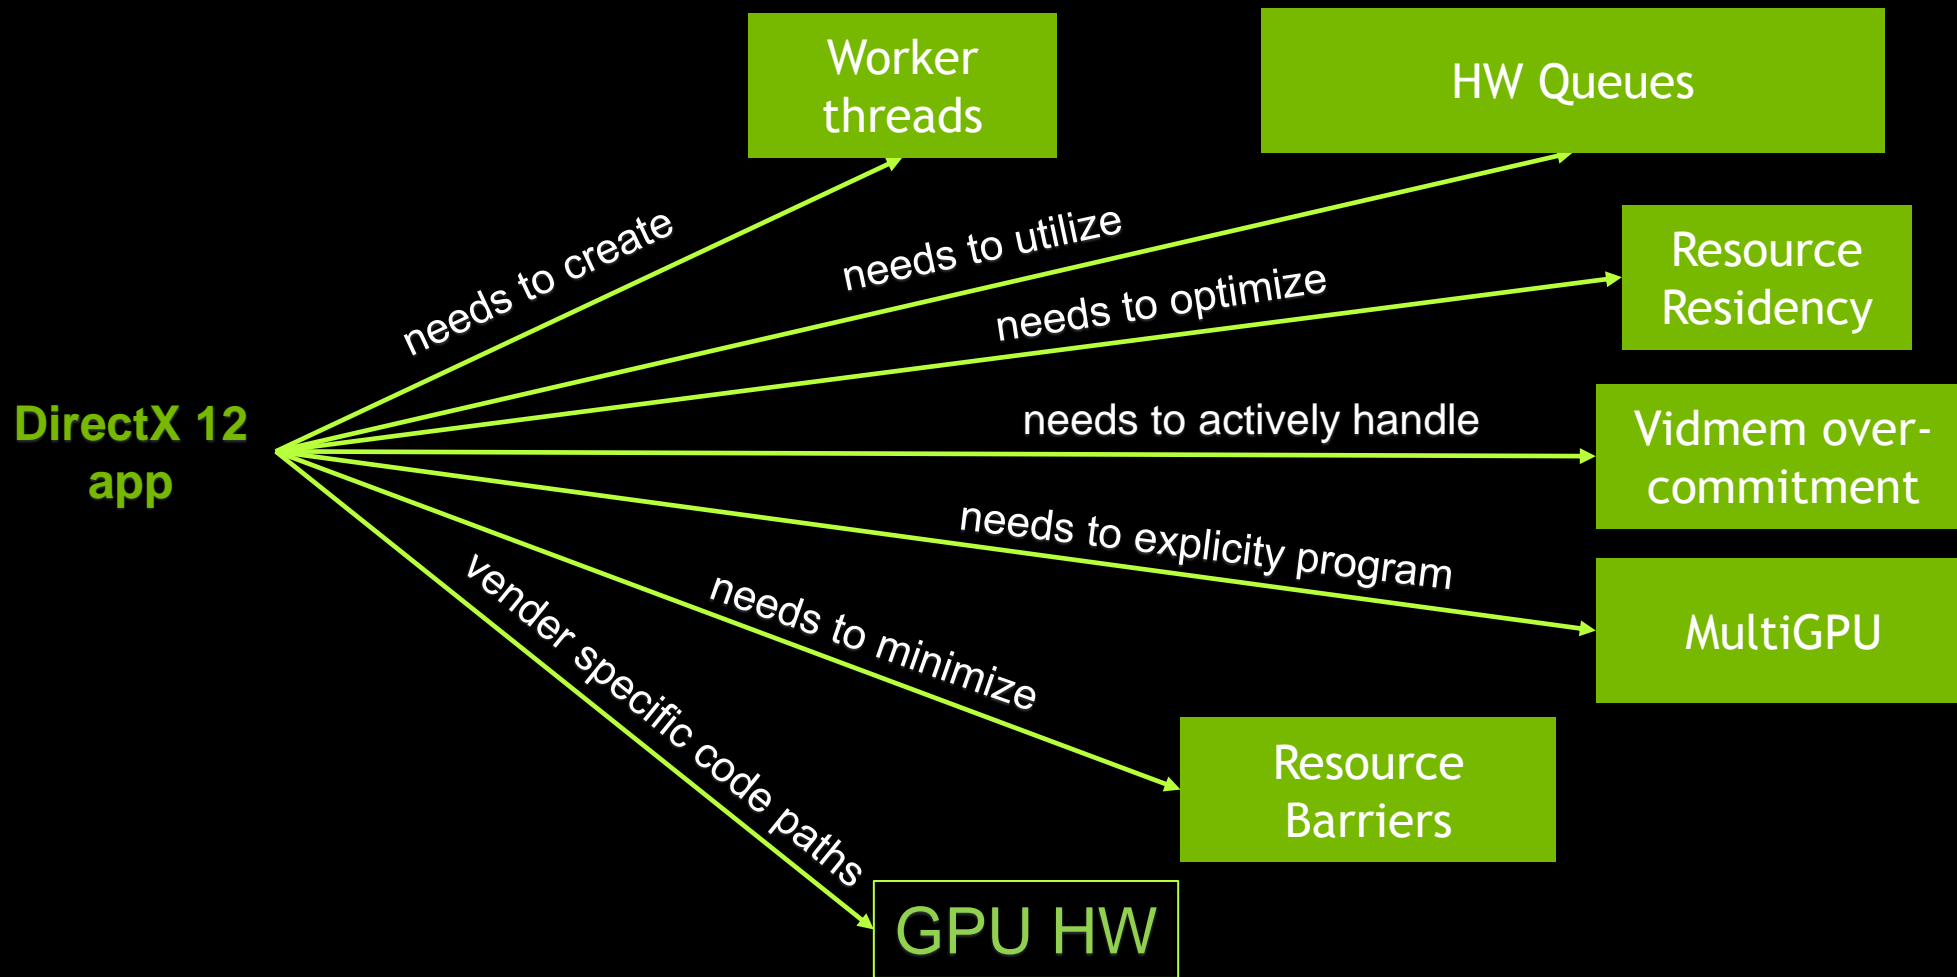 Worker
threads
HW Queues
needs to create
needs to utilize
Resource
Residency
needs to optimize
DirectX 12
app
needs to actively handle
Vidmem over-
commitment
needs to explicity program
MultiGPU
vender specific code paths
needs to minimize
Resource
Barriers
GPU HW